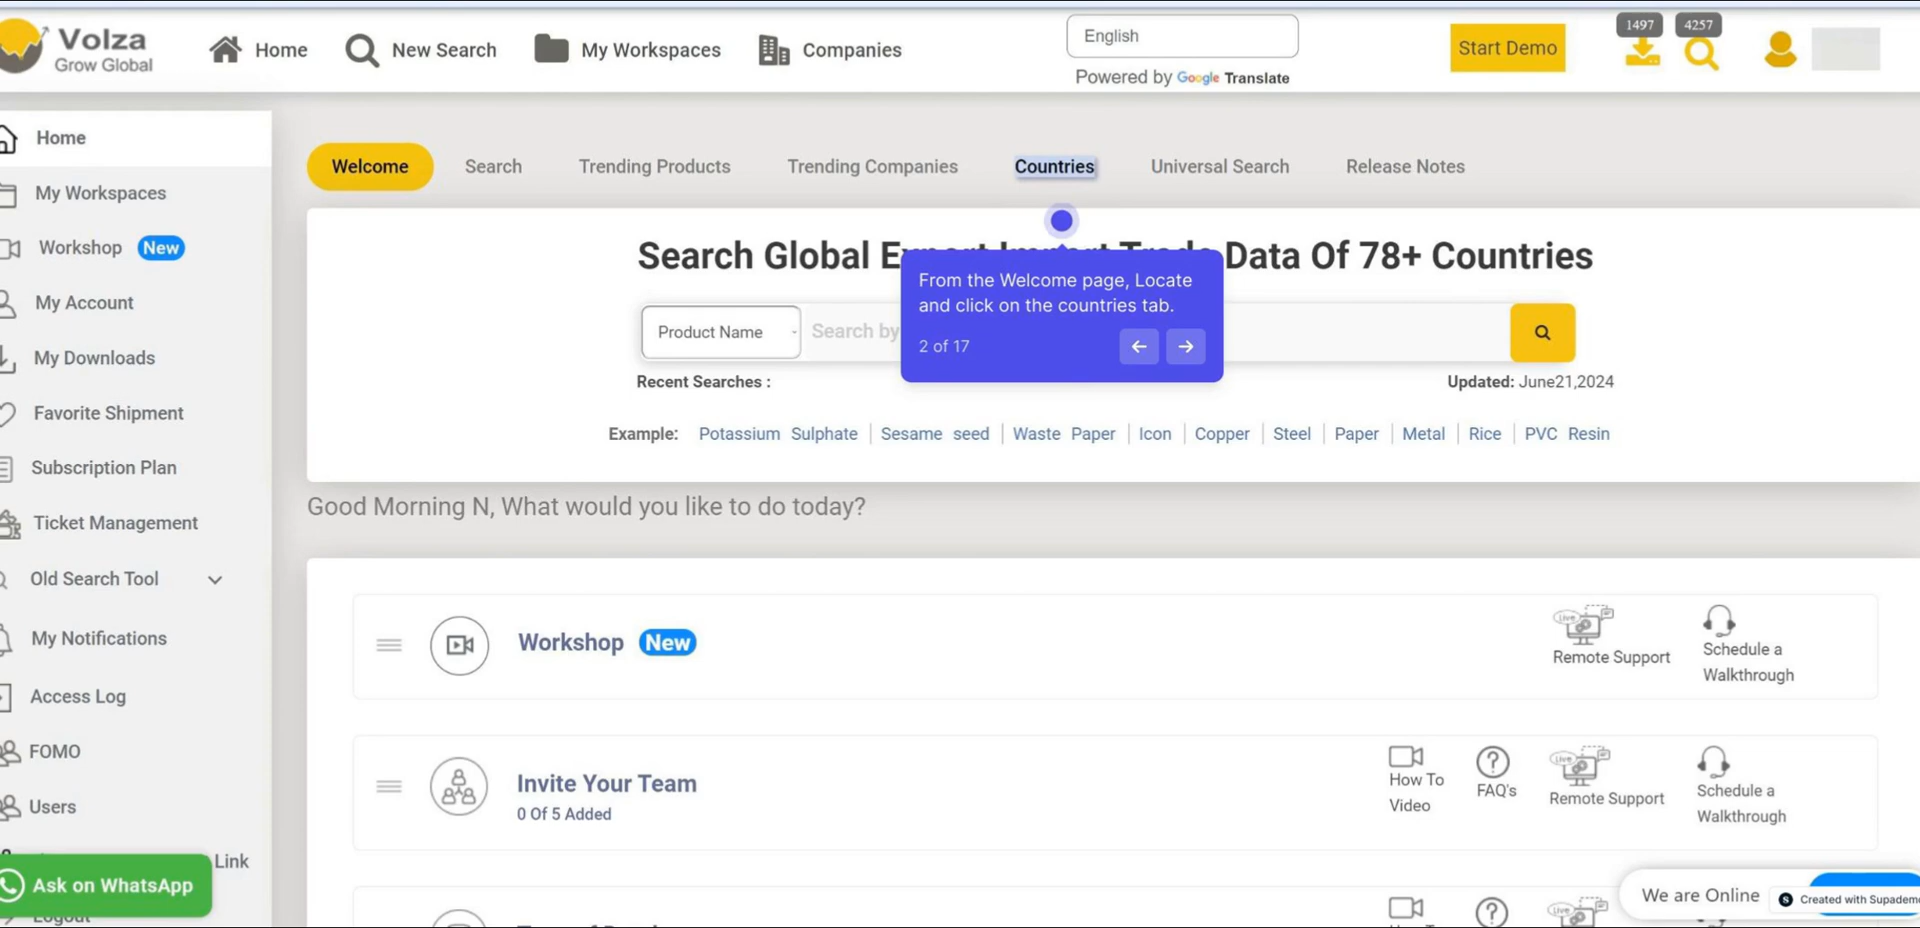 Volza
Grow Global
Home
New Search
My Workspaces
Companies
English
Powered by Google Translate
Start Demo
1497
4257
Home
My Workspaces
Workshop New
My Account
My Downloads
Favorite Shipment
Subscription Plan
Ticket Management
Old Search Tool
My Notifications
Access Log
FOMO
Users
Link
Ask on WhatsApp
Logout
Welcome
Search
Trending Products
Trending Companies
Countries
Universal Search
Release Notes
Search Global Export Import Trade Data Of 78+ Countries
Product Name
Search by
From the Welcome page, Locate
and click on the countries tab.
2 of 17
Recent Searches :
Updated: June21,2024
Example: Potassium Sulphate | Sesame seed | Waste Paper | Icon | Copper | Steel | Paper | Metal | Rice | PVC Resin
Good Morning N, What would you like to do today?
Workshop New
Live
Remote Support
Schedule a
Walkthrough
Invite Your Team
0 Of 5 Added
How To
Video
FAQ's
Live
Remote Support
Schedule a
Walkthrough
Live
We are Online
Created with Supademo